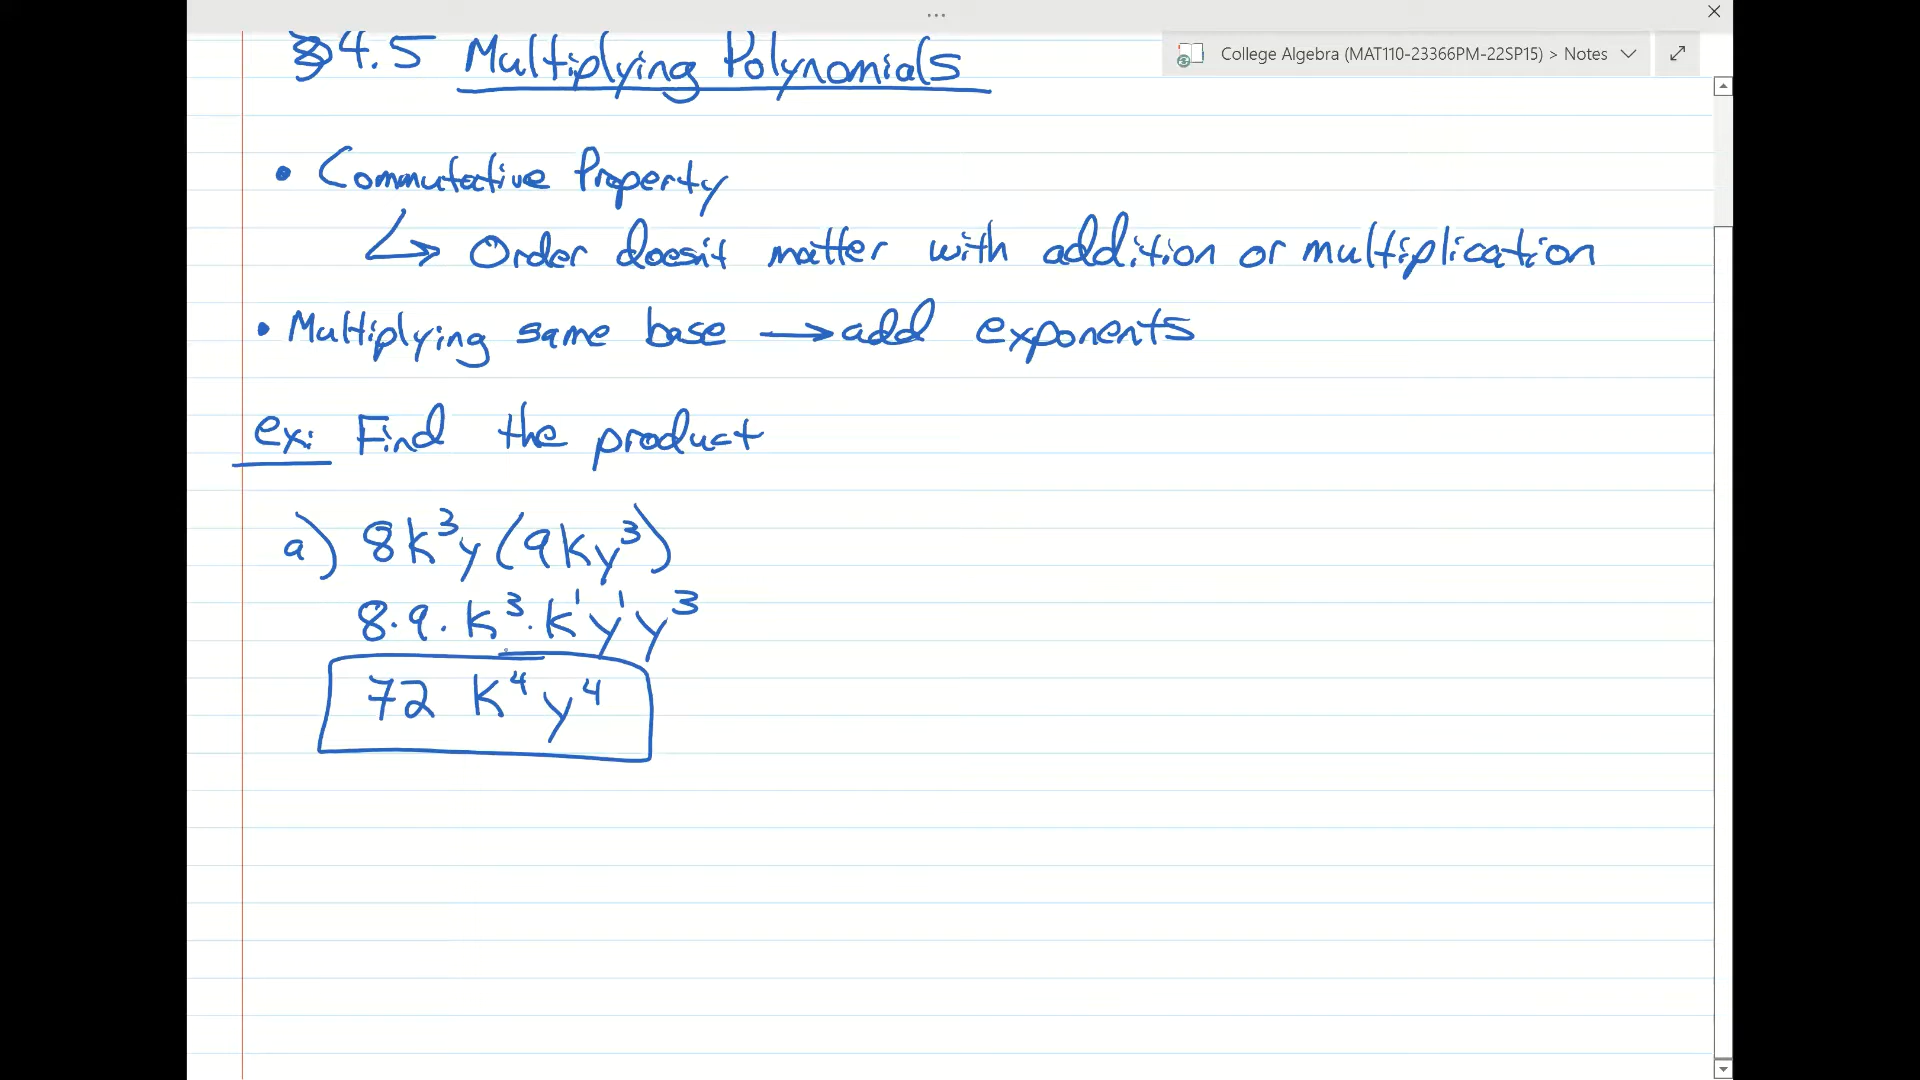 ...
College Algebra (MAT110-23366PM-22SP15) > Notes
§4.5 Multiplying Polynomials
• Commutative Property
↳ Order doesn't matter with addition or multiplication
• Multiplying same base → add exponents
ex: Find the product
a) 8k³y(9ky³)
8·9·k³·k¹y¹y³
72 k⁴y⁴